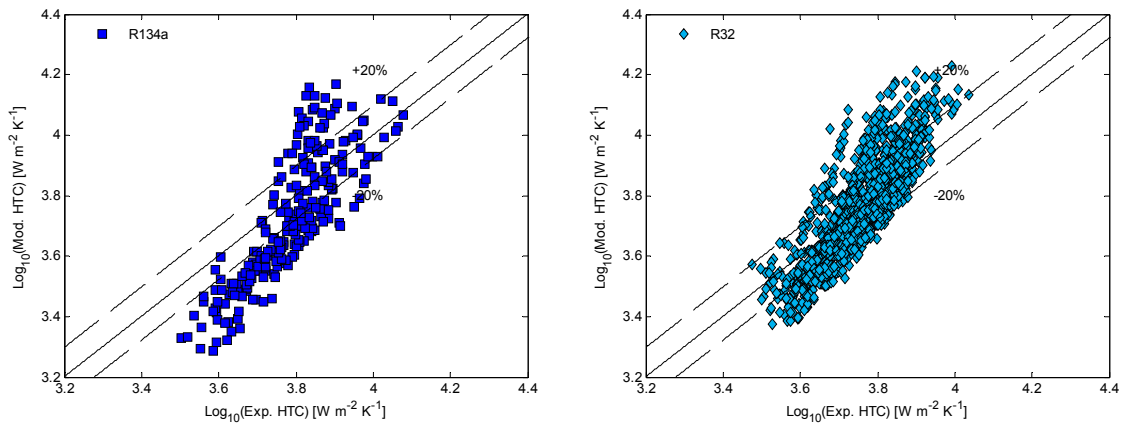 R134a
+20%
-20%
4.4
4.2
4
3.8
3.6
3.4
3.2
3.2 3.4 3.6 3.8 4 4.2 4.4
Log10(Exp. HTC) [W m-2 K-1]
Log10(Mod. HTC) [W m-2 K-1]
R32
+20%
-20%
4.4
4.2
4
3.8
3.6
3.4
3.2
3.2 3.4 3.6 3.8 4 4.2 4.4
Log10(Exp. HTC) [W m-2 K-1]
Log10(Mod. HTC) [W m-2 K-1]